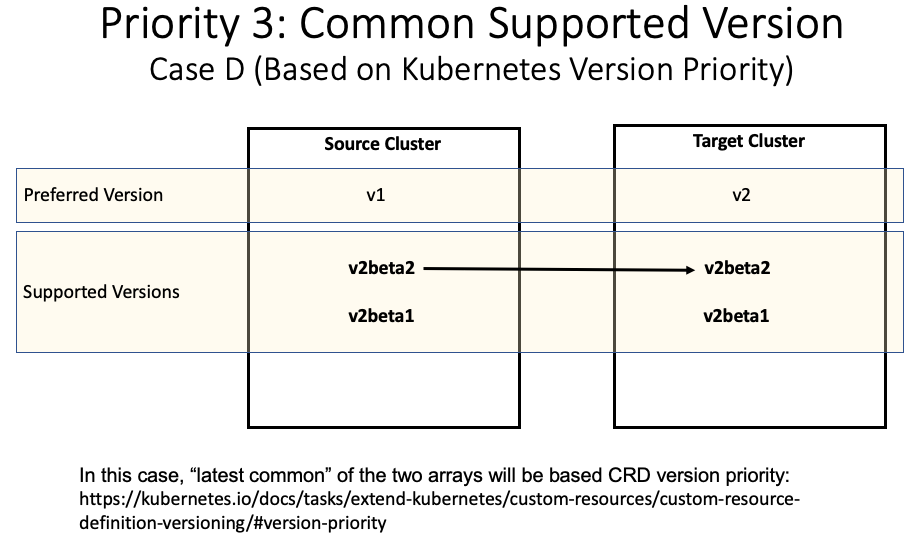 Priority 3: Common Supported Version
Case D (Based on Kubernetes Version Priority)
Source Cluster
Target Cluster
Preferred Version
v1
v2
Supported Versions
v2beta2
v2beta2
v2beta1
v2beta1
In this case, “latest common” of the two arrays will be based CRD version priority:
https://kubernetes.io/docs/tasks/extend-kubernetes/custom-resources/custom-resource-
definition-versioning/#version-priority